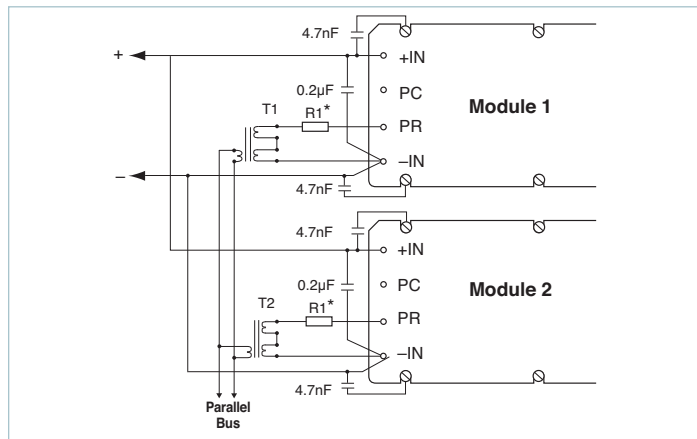 4.7nF
+
+IN
0.2µF
PC
Module 1
T1
R1*
PR
–IN
–
4.7nF
4.7nF
+IN
0.2µF
PC
Module 2
T2
R1*
PR
–IN
4.7nF
Parallel
Bus